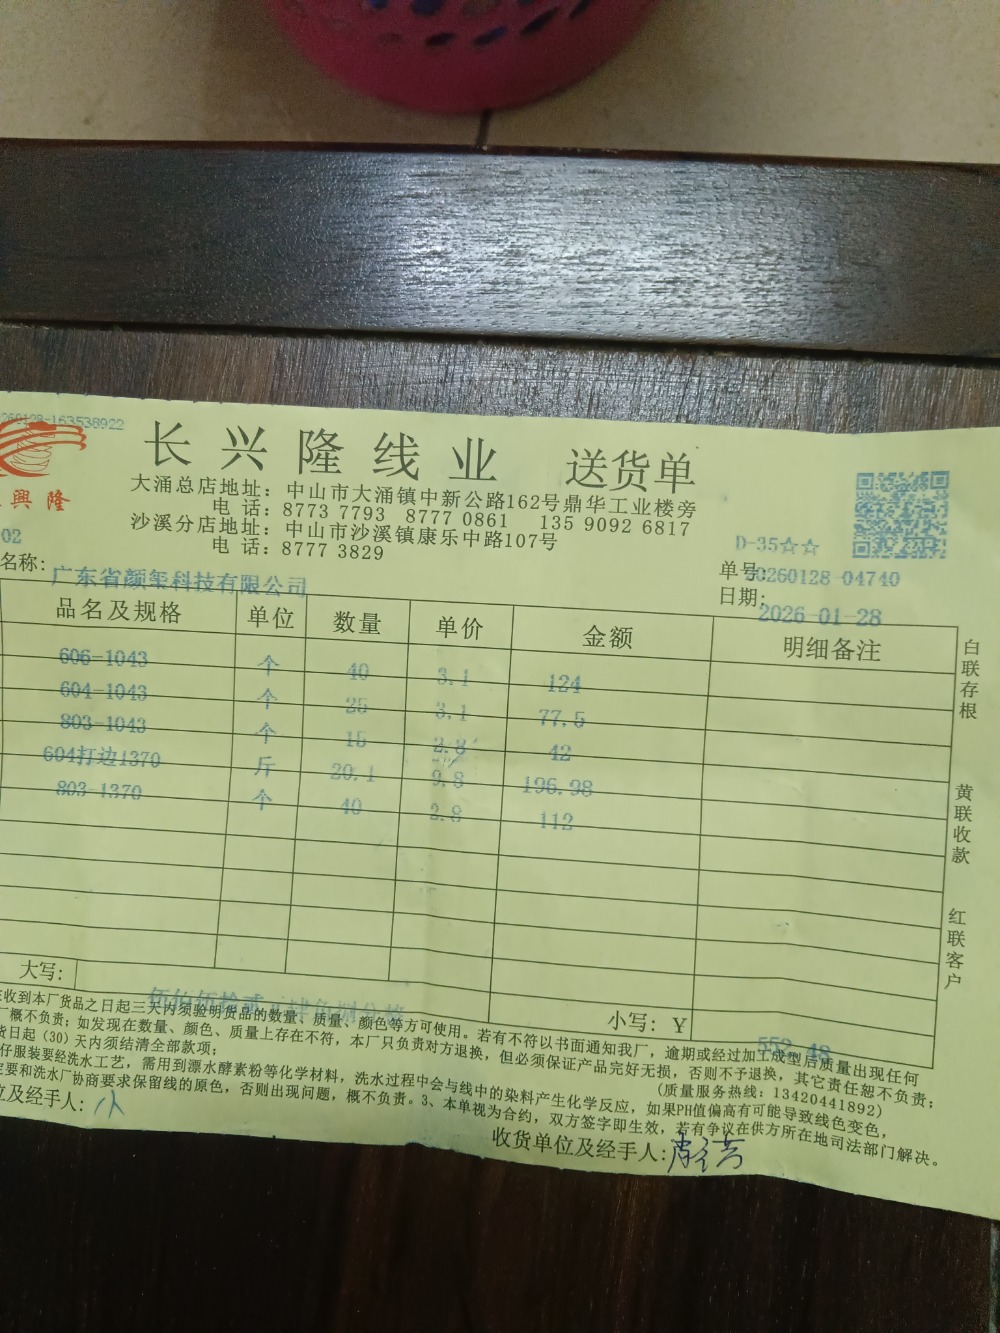 260128-163538922
長興隆
长兴隆线业 送货单
大涌总店地址：中山市大涌镇中新公路162号鼎华工业楼旁
电 话：8773 7793 8777 0861 135 9092 6817
沙溪分店地址：中山市沙溪镇康乐中路107号
电 话：8777 3829
D-35☆☆
02
名称：广东省颜玺科技有限公司
单号：20260128-04740
日期：2026-01-28
品名及规格 单位 数量 单价 金额 明细备注
606-1043 个 40 3.1 124
604-1043 个 25 3.1 77.5
803-1043 个 15 2.8 42
604打边1370 斤 20.1 9.8 196.98
803-1370 个 40 2.8 112
白联存根
黄联收款
红联客户
大写：伍佰伍拾贰
小写：￥ 552.48
收到本厂货品之日起三天内须验明货品的数量、质量、颜色等方可使用。若有不符以书面通知我厂，逾期或经过加工成型后质量出现任何
概不负责；如发现在数量、颜色、质量上存在不符，本厂只负责对方退换，但必须保证产品完好无损，否则不予退换，其它责任恕不负责；
货日起（30）天内须结清全部款项；
（质量服务热线：13420441892）
仔服装要经洗水工艺，需用到漂水酵素粉等化学材料，洗水过程中会与线中的染料产生化学反应，如果PH值偏高有可能导致线色变色，
要和洗水厂协商要求保留线的原色，否则出现问题，概不负责。3、本单视为合约，双方签字即生效，若有争议在供方所在地司法部门解决。
位及经手人：
收货单位及经手人：